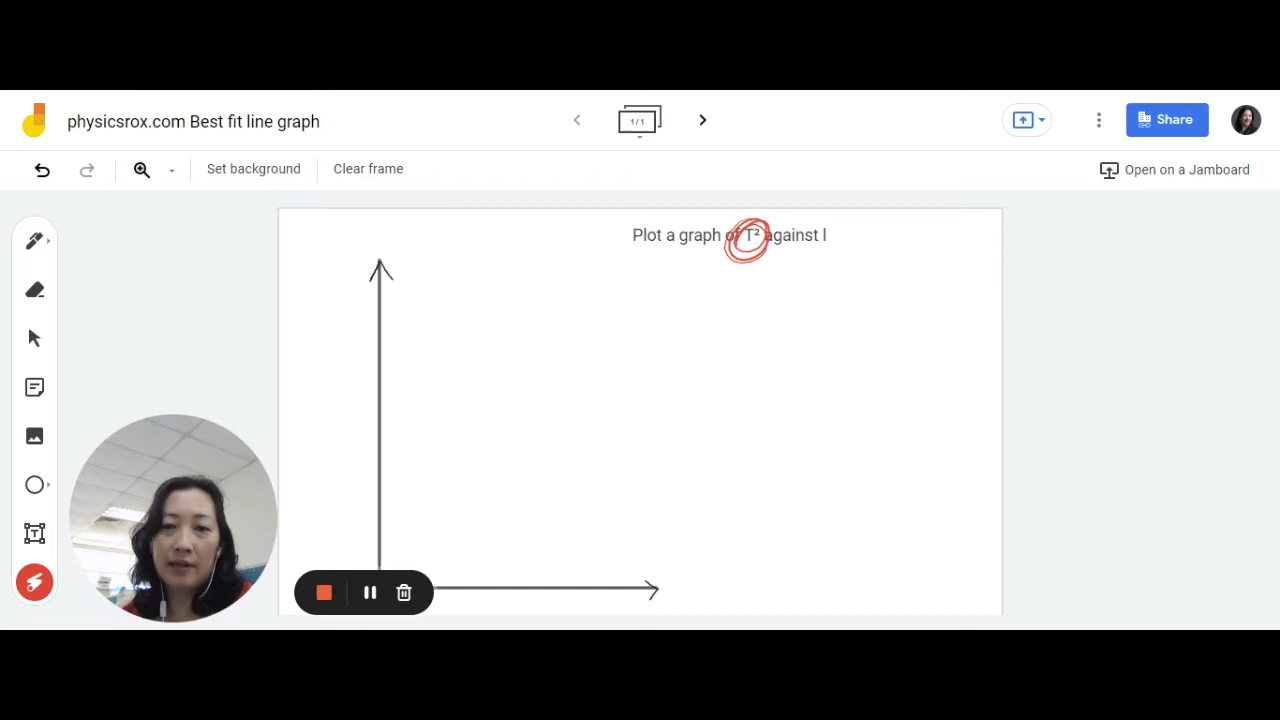 physicsrox.com Best fit line graph
1 / 1
Share
Set background
Clear frame
Open on a Jamboard
Plot a graph of T² against l